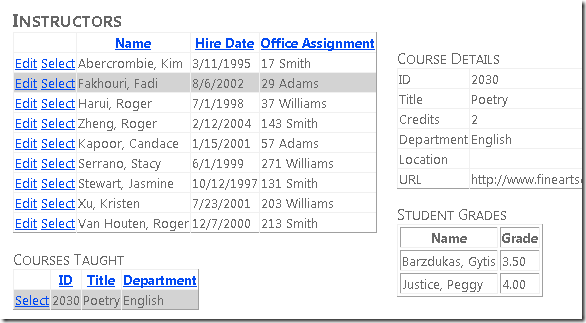 INSTRUCTORS
Name Hire Date Office Assignment
Edit Select Abercrombie, Kim 3/11/1995 17 Smith
Edit Select Fakhouri, Fadi 8/6/2002 29 Adams
Edit Select Harui, Roger 7/1/1998 37 Williams
Edit Select Zheng, Roger 2/12/2004 143 Smith
Edit Select Kapoor, Candace 1/15/2001 57 Adams
Edit Select Serrano, Stacy 6/1/1999 271 Williams
Edit Select Stewart, Jasmine 10/12/1997 131 Smith
Edit Select Xu, Kristen 7/23/2001 203 Williams
Edit Select Van Houten, Roger 12/7/2000 213 Smith
COURSES TAUGHT
ID Title Department
Select 2030 Poetry English
COURSE DETAILS
ID 2030
Title Poetry
Credits 2
Department English
Location
URL http://www.finearts
STUDENT GRADES
Name Grade
Barzdukas, Gytis 3.50
Justice, Peggy 4.00